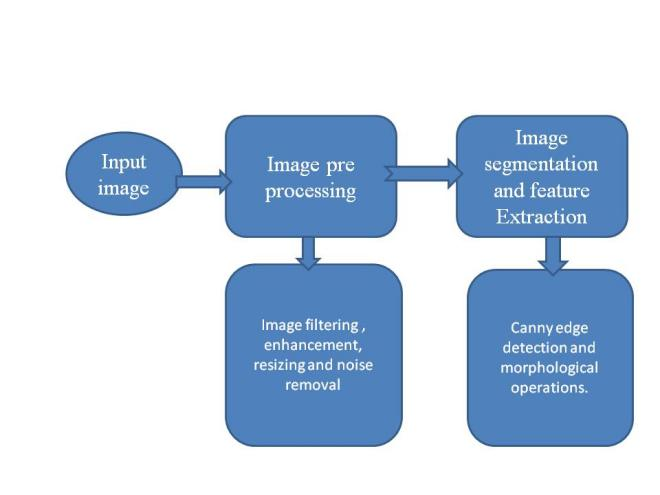 Input
image
Image pre
processing
Image
segmentation
and feature
Extraction
Image filtering ,
enhancement,
resizing and noise
removal
Canny edge
detection and
morphological
operations.